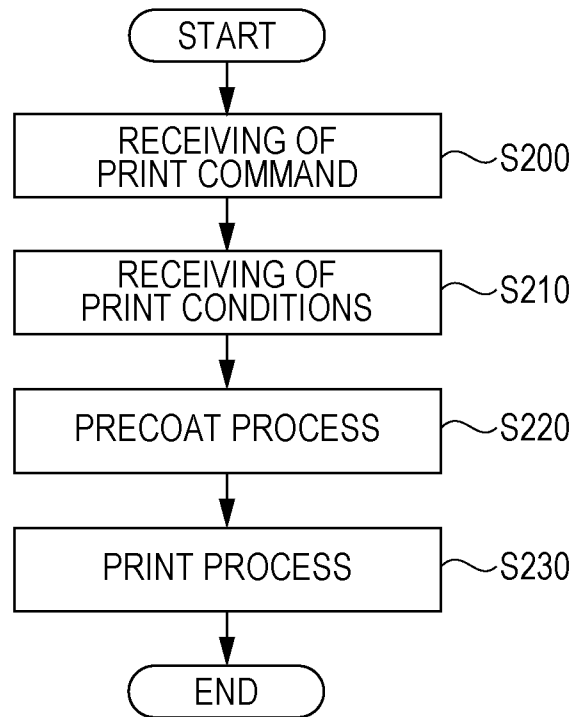 START
RECEIVING OF
PRINT COMMAND
S200
RECEIVING OF
PRINT CONDITIONS
S210
PRECOAT PROCESS
S220
PRINT PROCESS
S230
END